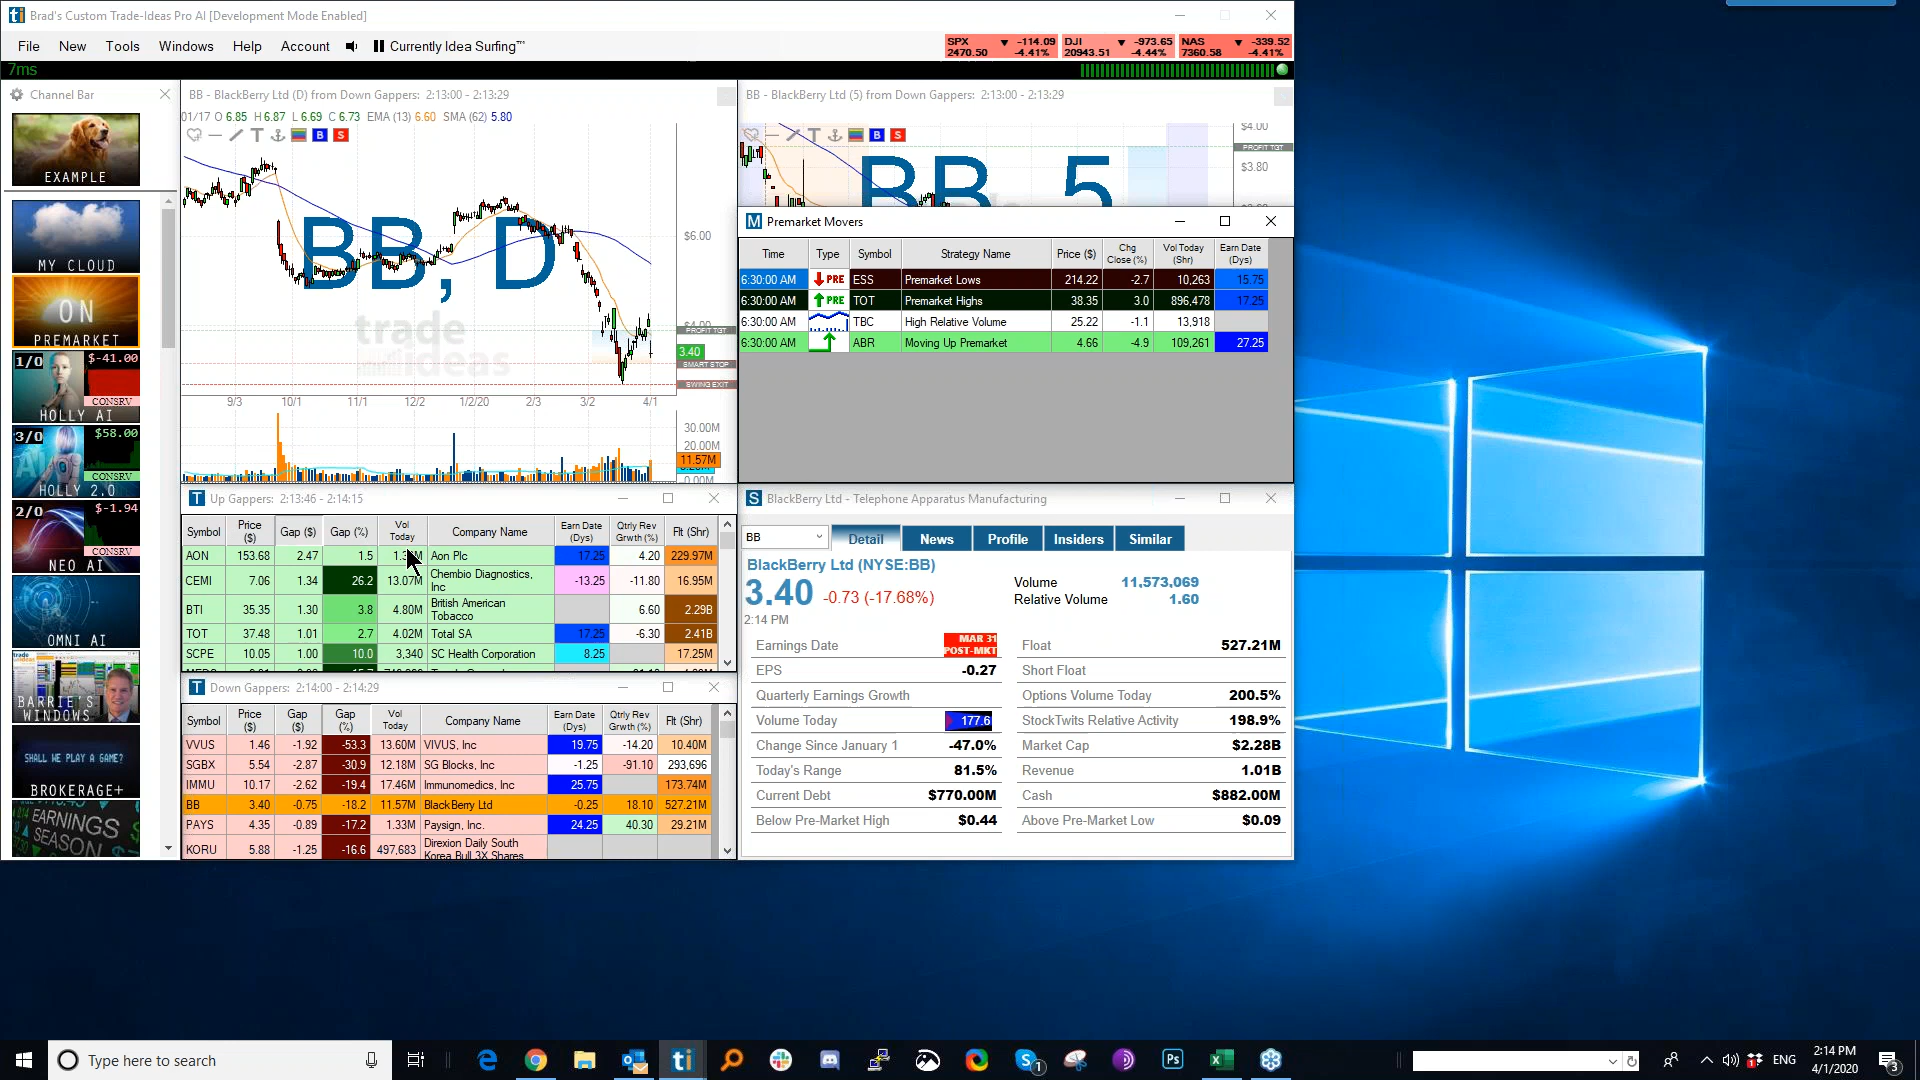 Brad's Custom Trade-Ideas Pro AI [Development Mode Enabled]
File New Tools Windows Help Account Currently Idea Surfing™
SPX ▼ -114.09 DJI ▼ -973.65 NAS ▼ -339.52
2470.50 -4.41% 20943.51 -4.44% 7360.58 -4.41%
7ms
Channel Bar
EXAMPLE
MY CLOUD
ON
PREMARKET
1/0 $-41.00
CONSRV
HOLLY AI
3/0 $58.00
CONSRV
HOLLY 2.0
2/0 $-1.94
CONSRV
NEO AI
OMNI AI
BARRIE'S
WINDOWS
SHALL WE PLAY A GAME?
BROKERAGE+
EARNINGS
SEASON
BB - BlackBerry Ltd (D) from Down Gappers: 2:13:00 - 2:13:29
01/17 O 6.85 H 6.87 L 6.69 C 6.73 EMA (13) 6.60 SMA (62) 5.80
T B S
BB, D
trade
ideas
$6.00
$4.00
PROFIT TGT
3.40
SMART STOP
SWING EXIT
9/3 10/1 11/1 12/2 1/2/20 2/3 3/2 4/1
30.00M
20.00M
11.57M
0.00M
BB - BlackBerry Ltd (5) from Down Gappers: 2:13:00 - 2:13:29
T B S
BB, 5
$4.00
PROFIT TGT
$3.80
M Premarket Movers
Time Type Symbol Strategy Name Price ($) Chg Close (%) Vol Today (Shr) Earn Date (Dys)
6:30:00 AM PRE ESS Premarket Lows 214.22 -2.7 10,263 15.75
6:30:00 AM PRE TOT Premarket Highs 38.35 3.0 896,478 17.25
6:30:00 AM TBC High Relative Volume 25.22 -1.1 13,918
6:30:00 AM ABR Moving Up Premarket 4.66 -4.9 109,261 27.25
T Up Gappers: 2:13:46 - 2:14:15
Symbol Price ($) Gap ($) Gap (%) Vol Today Company Name Earn Date (Dys) Qtrly Rev Grwth (%) Flt (Shr)
AON 153.68 2.47 1.5 Aon Plc 17.25 4.20 229.97M
CEMI 7.06 1.34 26.2 13.07M Chembio Diagnostics, Inc -13.25 -11.80 16.95M
BTI 35.35 1.30 3.8 4.80M British American Tobacco 6.60 2.29B
TOT 37.48 1.01 2.7 4.02M Total SA 17.25 -6.30 2.41B
SCPE 10.05 1.00 10.0 3,340 SC Health Corporation 8.25 17.25M
T Down Gappers: 2:14:00 - 2:14:29
Symbol Price ($) Gap ($) Gap (%) Vol Today Company Name Earn Date (Dys) Qtrly Rev Grwth (%) Flt (Shr)
VVUS 1.46 -1.92 -53.3 13.60M VIVUS, Inc 19.75 -14.20 10.40M
SGBX 5.54 -2.87 -30.9 12.18M SG Blocks, Inc -1.25 -91.10 293,696
IMMU 10.17 -2.62 -19.4 17.46M Immunomedics, Inc 25.75 173.74M
BB 3.40 -0.75 -18.2 11.57M BlackBerry Ltd -0.25 18.10 527.21M
PAYS 4.35 -0.89 -17.2 1.33M Paysign, Inc. 24.25 40.30 29.21M
KORU 5.88 -1.25 -16.6 497,683 Direxion Daily South Korea Bull 3X Shares
S BlackBerry Ltd - Telephone Apparatus Manufacturing
BB Detail News Profile Insiders Similar
BlackBerry Ltd (NYSE:BB)
3.40 -0.73 (-17.68%)
2:14 PM
Volume 11,573,069
Relative Volume 1.60
Earnings Date MAR 31 POST-MKT Float 527.21M
EPS -0.27 Short Float
Quarterly Earnings Growth Options Volume Today 200.5%
Volume Today 177.6 StockTwits Relative Activity 198.9%
Change Since January 1 -47.0% Market Cap $2.28B
Today's Range 81.5% Revenue 1.01B
Current Debt $770.00M Cash $882.00M
Below Pre-Market High $0.44 Above Pre-Market Low $0.09
Type here to search
ti
Ps
1
ENG
2:14 PM
4/1/2020
3